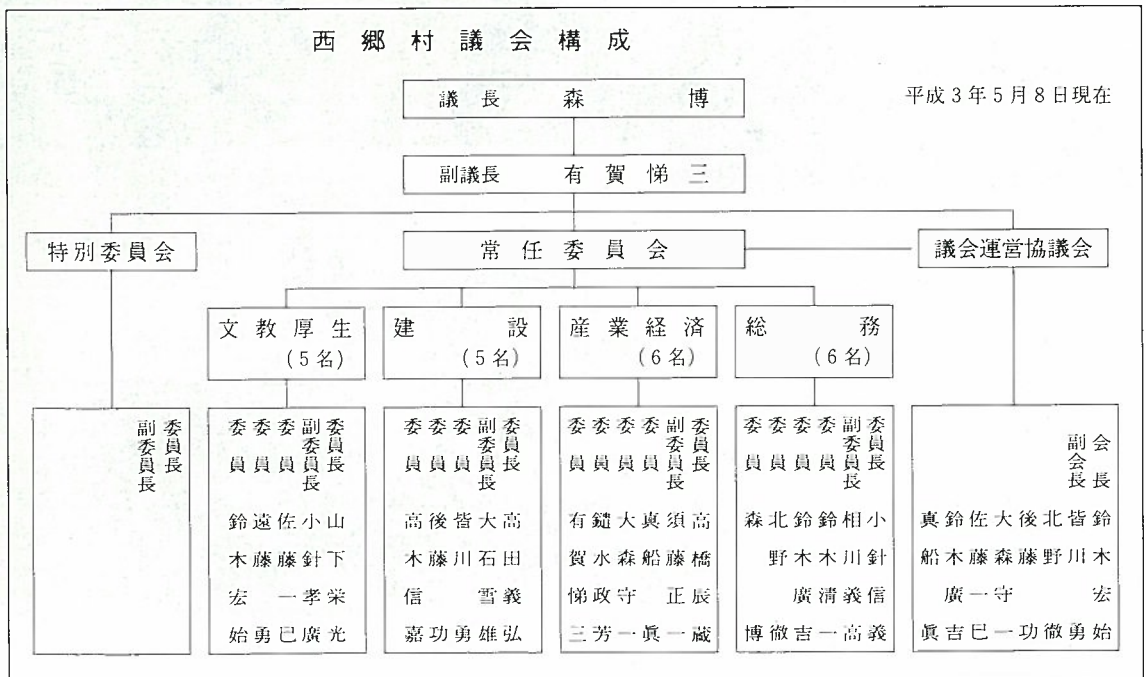 西郷村議会構成
平成3年5月8日現在
議長 森 博
副議長 有賀悌三
特別委員会
常任委員会
議会運営協議会
文教厚生
(5名)
建設
(5名)
産業経済
(6名)
総務
(6名)
委員長
副委員長
委員長 山下栄光
副委員長 小針孝廣
委員 佐藤一巳
委員 遠藤勇
委員 鈴木宏始
委員長 高田義弘
副委員長 大石雪雄
委員 皆川勇
委員 後藤功
委員 高木信嘉
委員長 高橋辰蔵
副委員長 須藤正一
委員 真船眞
委員 大森守一
委員 鑓水政芳
委員 有賀悌三
委員長 小針信義
副委員長 相川義高
委員 鈴木清一
委員 鈴木廣吉
委員 北野徹
委員 森博
会長 鈴木宏始
副会長 皆川勇
北野徹
後藤功
大森守一
佐藤一巳
鈴木廣吉
真船眞